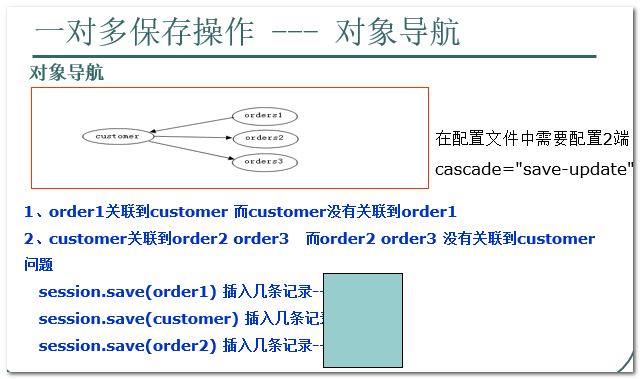 一对多保存操作 --- 对象导航
对象导航
orders1
customer
orders2
orders3
在配置文件中需要配置2端
cascade="save-update"
1、order1关联到customer 而customer没有关联到order1
2、customer关联到order2 order3 而order2 order3 没有关联到customer
问题
session.save(order1) 插入几条记录--
session.save(customer) 插入几条记
session.save(order2) 插入几条记录--